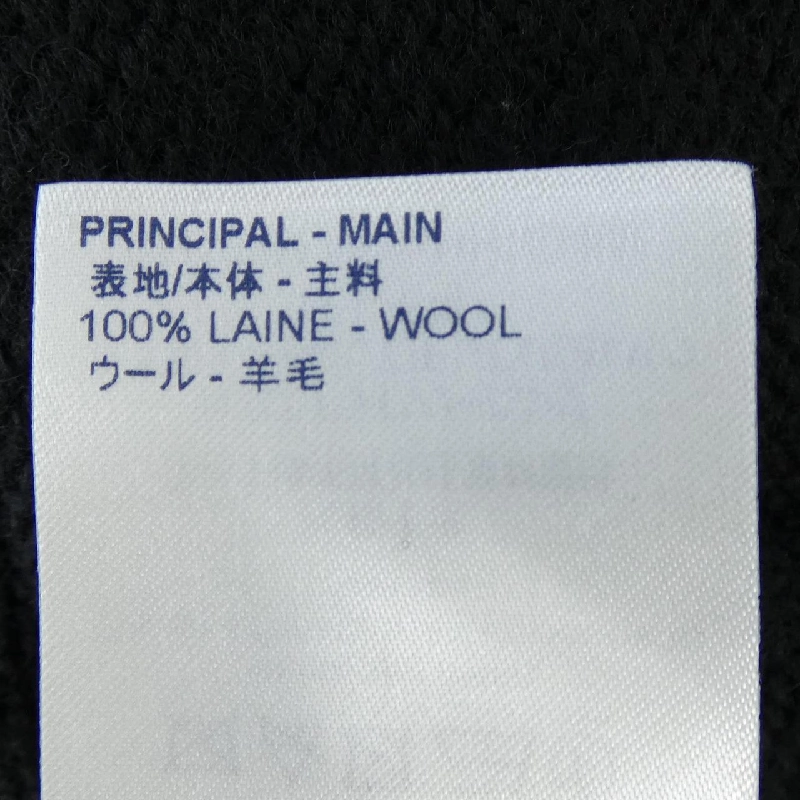 PRINCIPAL - MAIN
表地/本体 - 主料
100% LAINE - WOOL
ウール - 羊毛